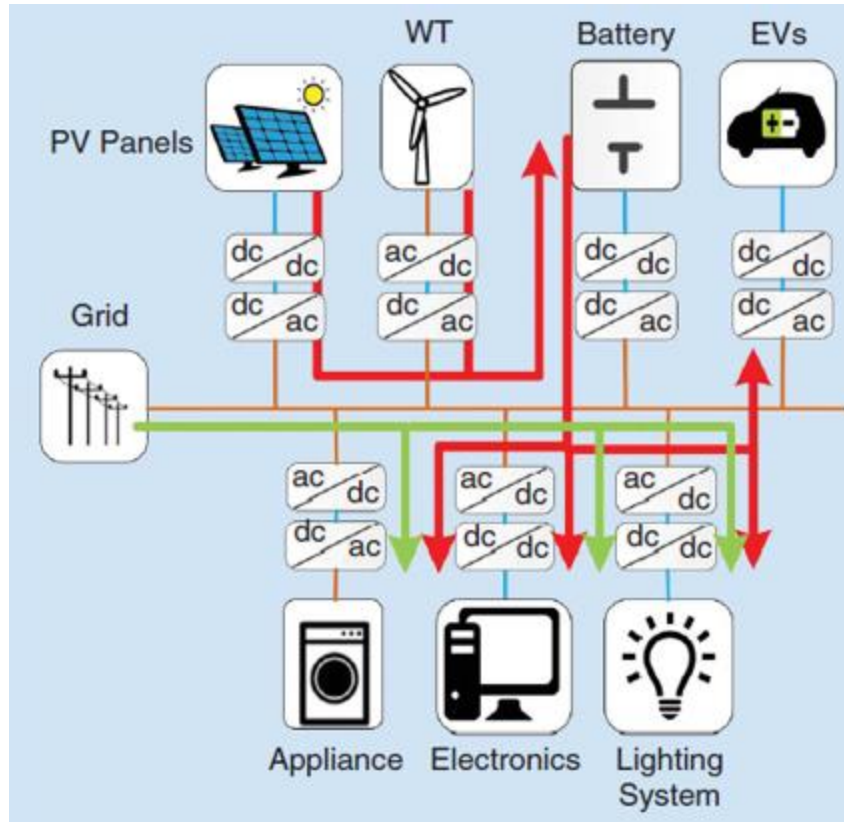 WT
Battery
EVs
PV Panels
dc
dc
ac
dc
dc
dc
dc
dc
dc
ac
dc
ac
dc
ac
dc
ac
Grid
ac
dc
ac
dc
ac
dc
dc
ac
dc
dc
dc
dc
Appliance
Electronics
Lighting
System